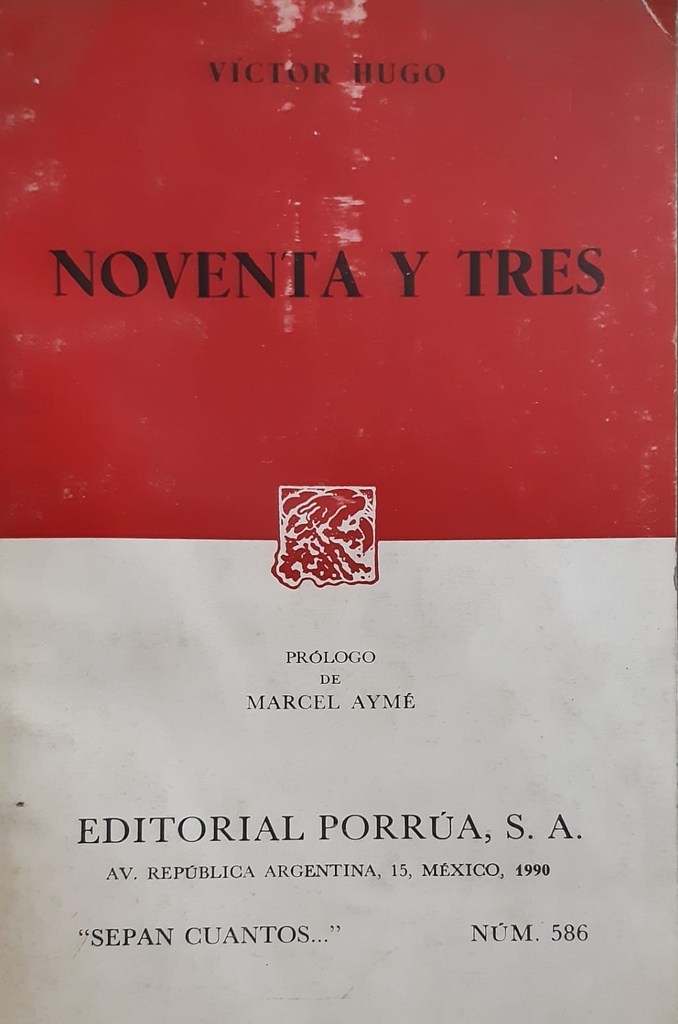 VÍCTOR HUGO
NOVENTA Y TRES
PRÓLOGO
DE
MARCEL AYMÉ
EDITORIAL PORRÚA, S. A.
AV. REPÚBLICA ARGENTINA, 15, MÉXICO, 1990
“SEPAN CUANTOS...” NÚM. 586